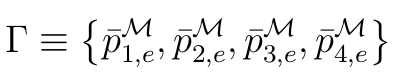 Γ ≡ { p̄^ℳ_{1,e}, p̄^ℳ_{2,e}, p̄^ℳ_{3,e}, p̄^ℳ_{4,e} }